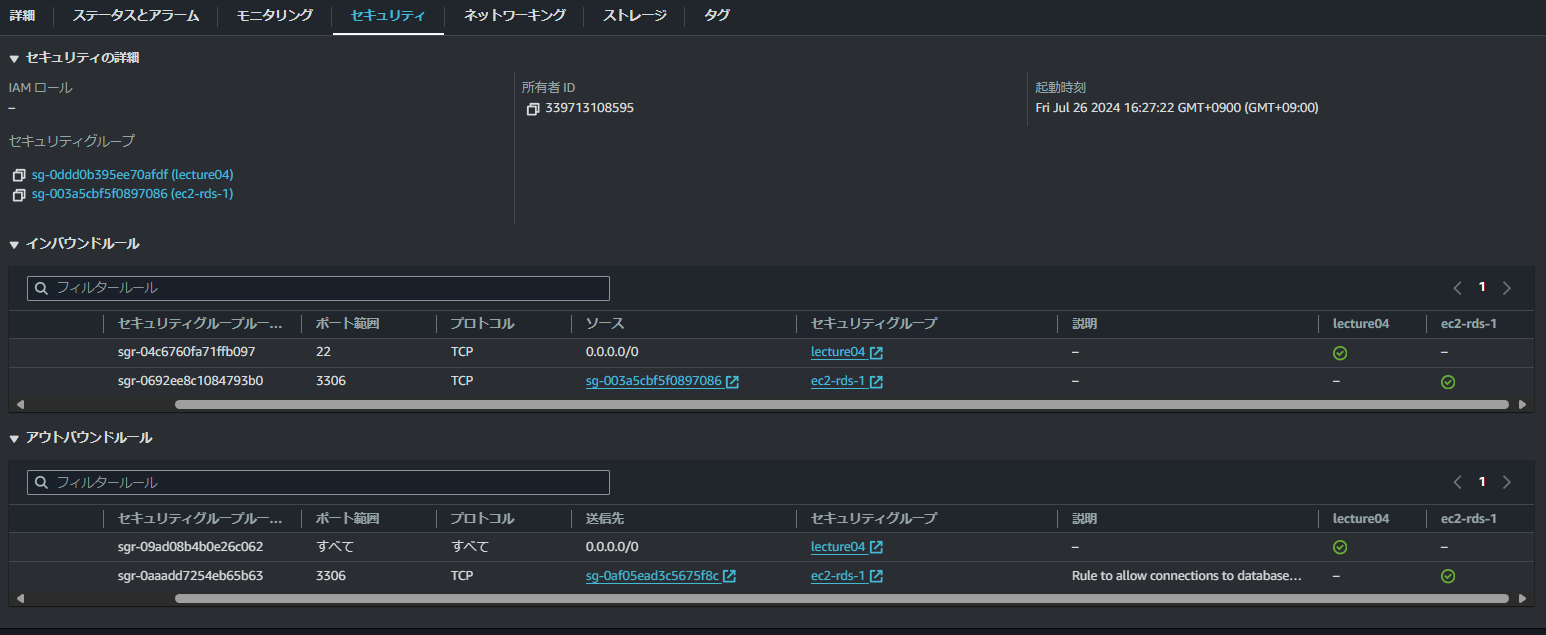 詳細 ステータスとアラーム モニタリング セキュリティ ネットワーキング ストレージ タグ
▼ セキュリティの詳細
IAM ロール
–
所有者 ID
339713108595
起動時刻
Fri Jul 26 2024 16:27:22 GMT+0900 (GMT+09:00)
セキュリティグループ
sg-0ddd0b395ee70afdf (lecture04)
sg-003a5cbf5f0897086 (ec2-rds-1)
▼ インバウンドルール
フィルタールール
1
セキュリティグループルー... ポート範囲 プロトコル ソース セキュリティグループ 説明 lecture04 ec2-rds-1
sgr-04c6760fa71ffb097 22 TCP 0.0.0.0/0 lecture04 – –
sgr-0692ee8c1084793b0 3306 TCP sg-003a5cbf5f0897086 ec2-rds-1 – –
▼ アウトバウンドルール
フィルタールール
1
セキュリティグループルー... ポート範囲 プロトコル 送信先 セキュリティグループ 説明 lecture04 ec2-rds-1
sgr-09ad08b4b0e26c062 すべて すべて 0.0.0.0/0 lecture04 – –
sgr-0aaadd7254eb65b63 3306 TCP sg-0af05ead3c5675f8c ec2-rds-1 Rule to allow connections to database... –